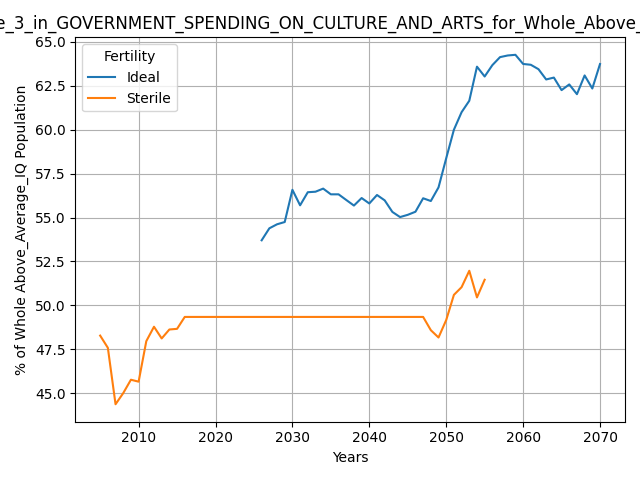 e_3_in_GOVERNMENT_SPENDING_ON_CULTURE_AND_ARTS_for_Whole_Above_
65.0
62.5
60.0
57.5
55.0
52.5
50.0
47.5
45.0
% of Whole Above_Average_IQ Population
Fertility
Ideal
Sterile
2010
2020
2030
2040
2050
2060
2070
Years